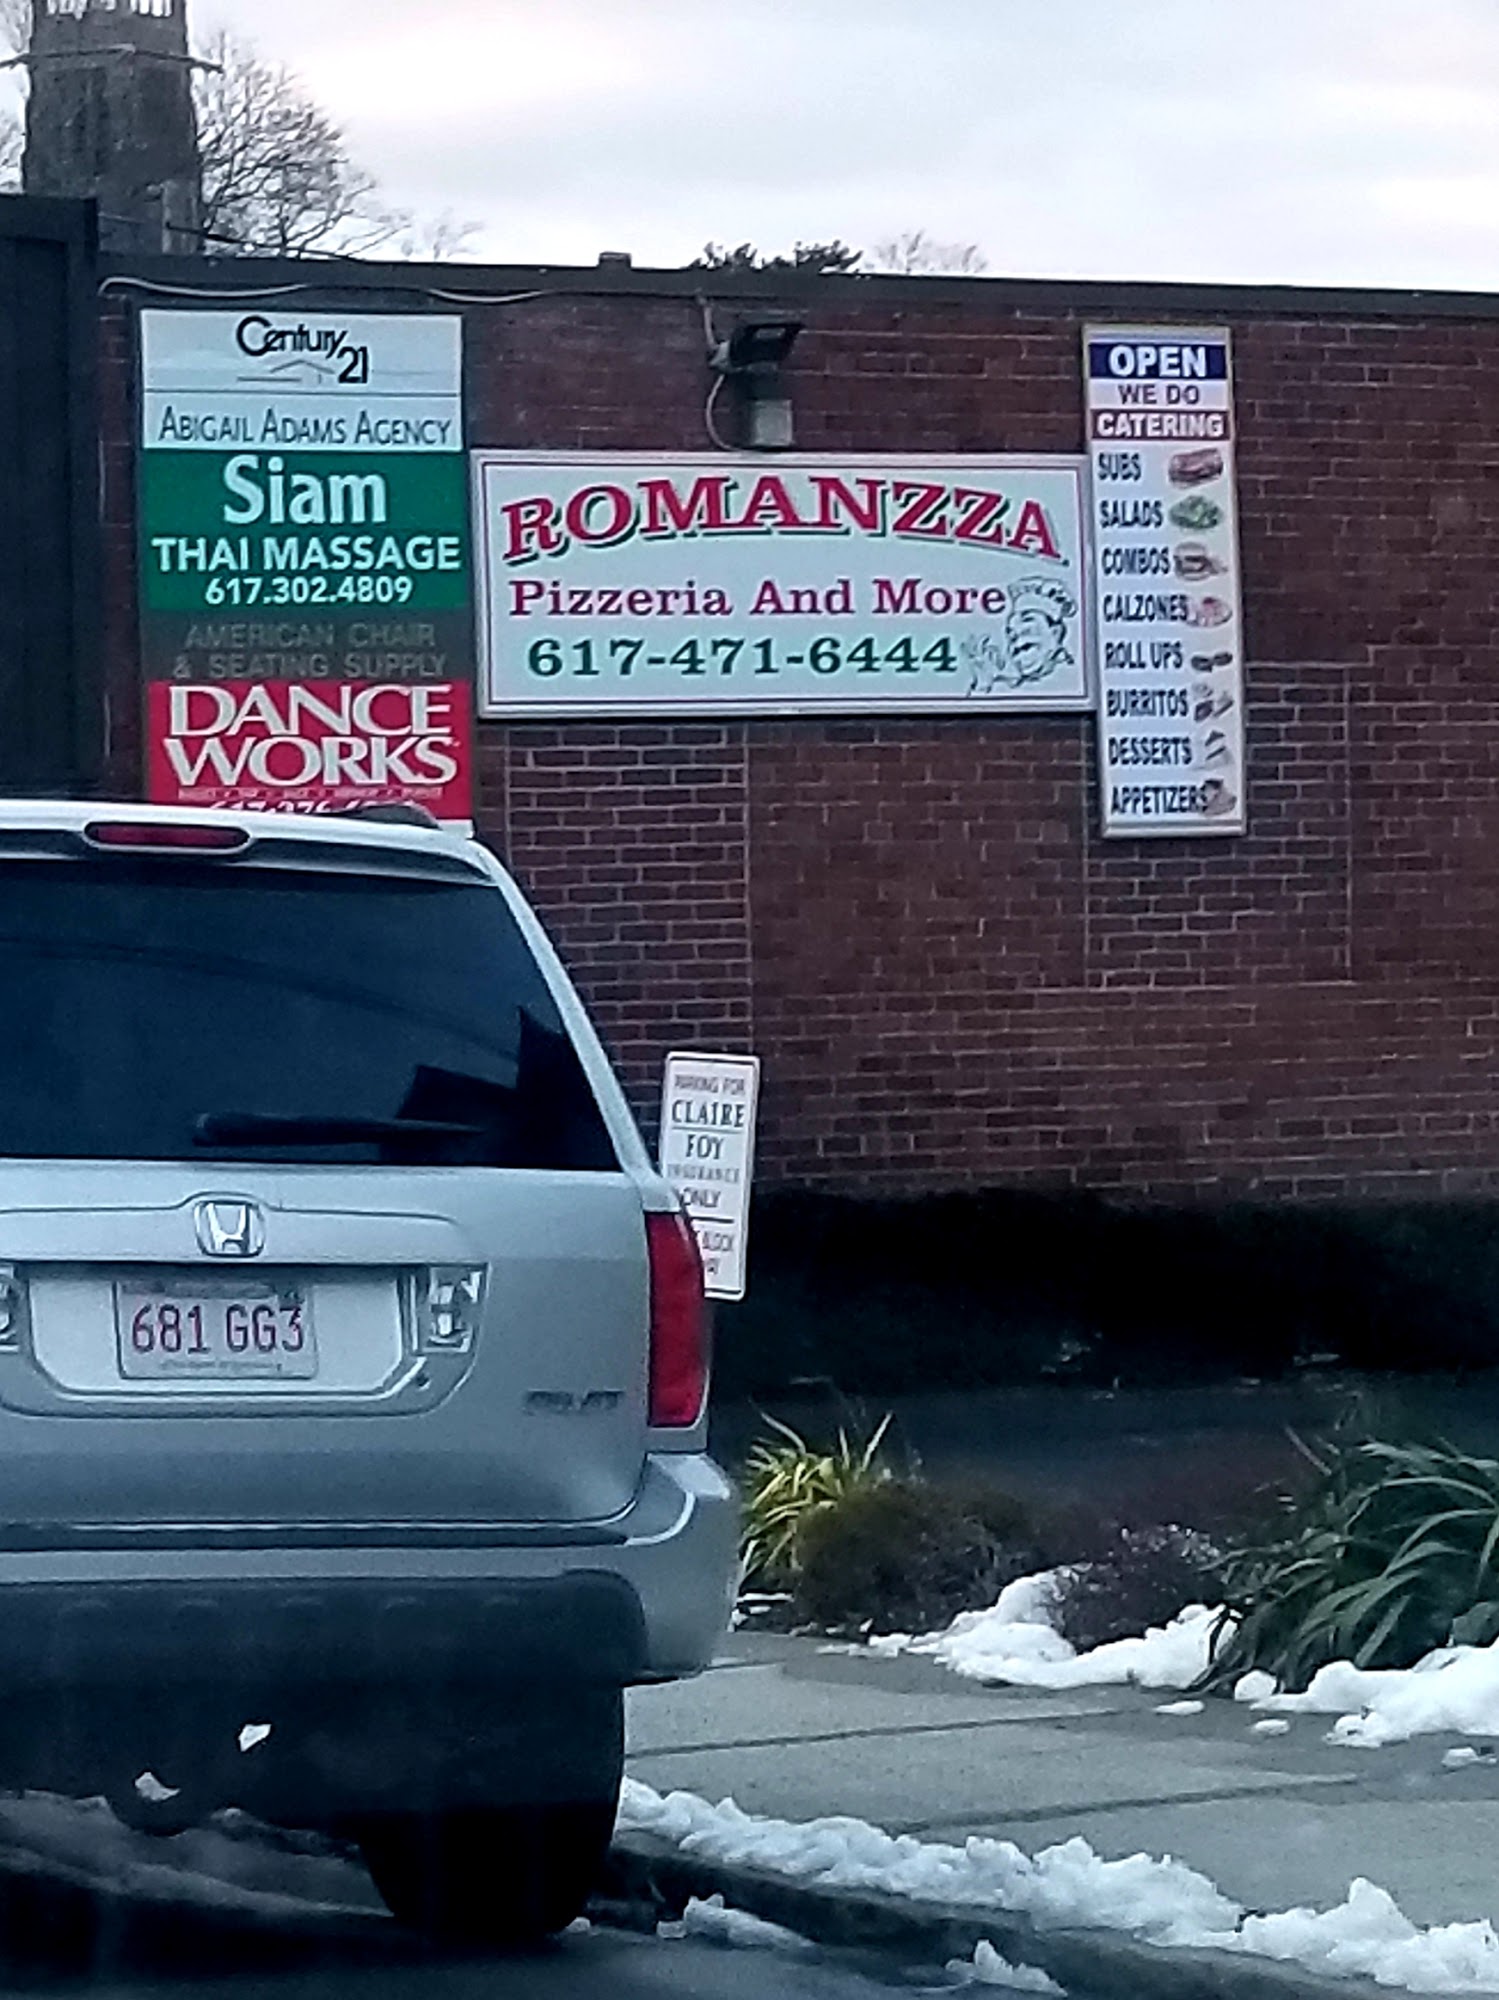 Century 21
ABIGAIL ADAMS AGENCY
Siam
THAI MASSAGE
617.302.4809
AMERICAN CHAIR
& SEATING SUPPLY
DANCE
WORKS
ROMANZZA
Pizzeria And More
617-471-6444
OPEN
WE DO
CATERING
SUBS
SALADS
COMBOS
CALZONES
ROLL UPS
BURRITOS
DESSERTS
APPETIZERS
PARKING FOR
CLAIRE
FOY
INSURANCE
ONLY
681 GG3
PILOT